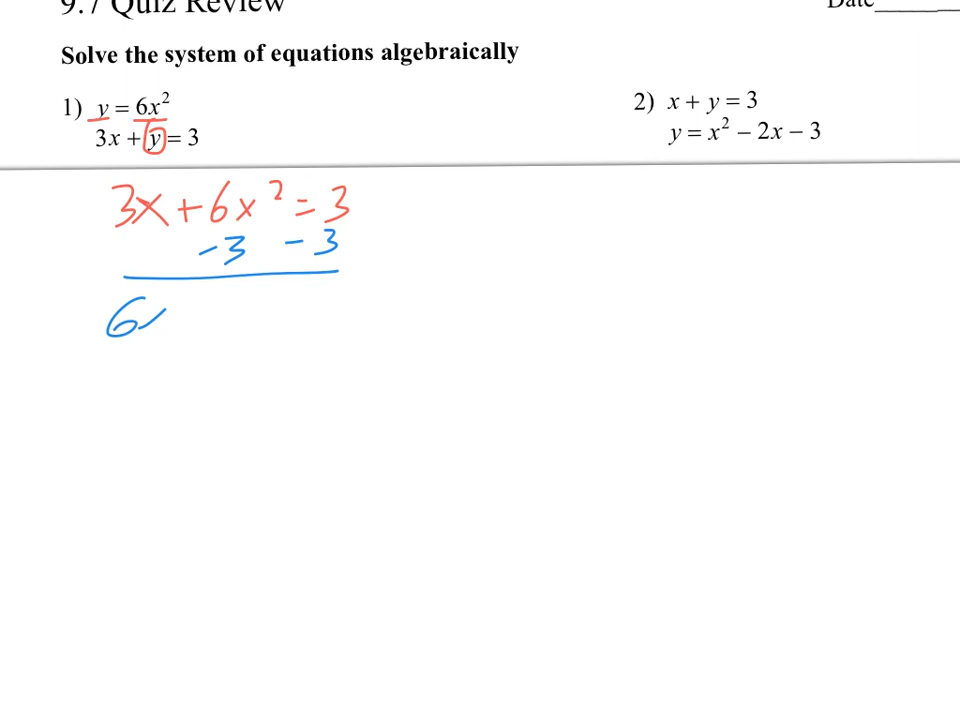 9.7 Quiz Review
Date
Solve the system of equations algebraically
1) y = 6x²
3x + y = 3
2) x + y = 3
y = x² – 2x – 3
3x + 6x² = 3
-3 -3
6